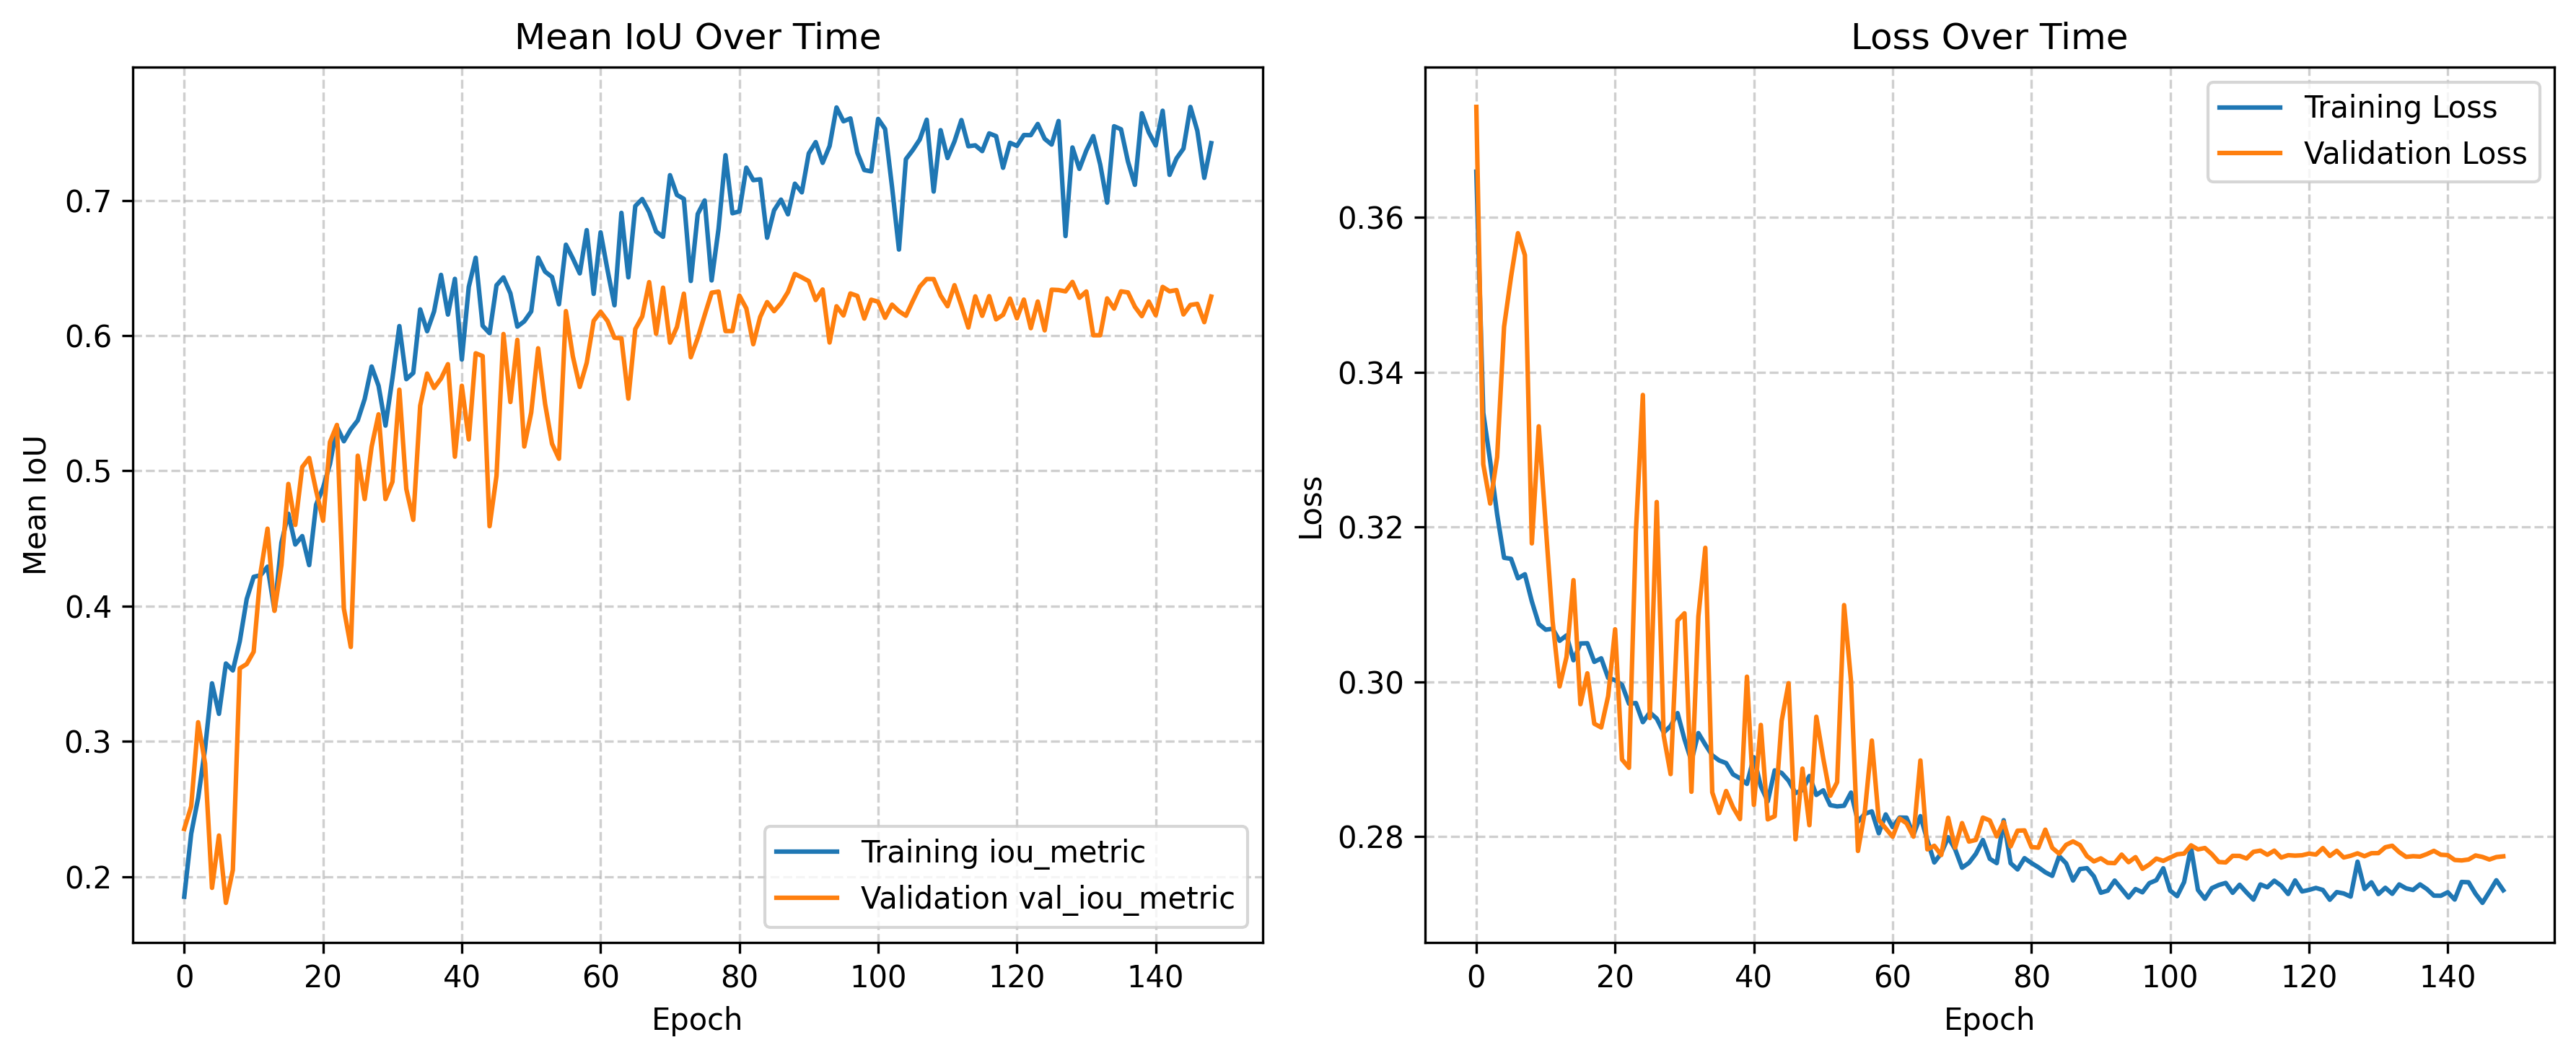 Mean IoU Over Time
Mean IoU
0.7
0.6
0.5
0.4
0.3
0.2
Training iou_metric
Validation val_iou_metric
0 20 40 60 80 100 120 140
Epoch
Loss Over Time
Loss
0.36
0.34
0.32
0.30
0.28
Training Loss
Validation Loss
0 20 40 60 80 100 120 140
Epoch